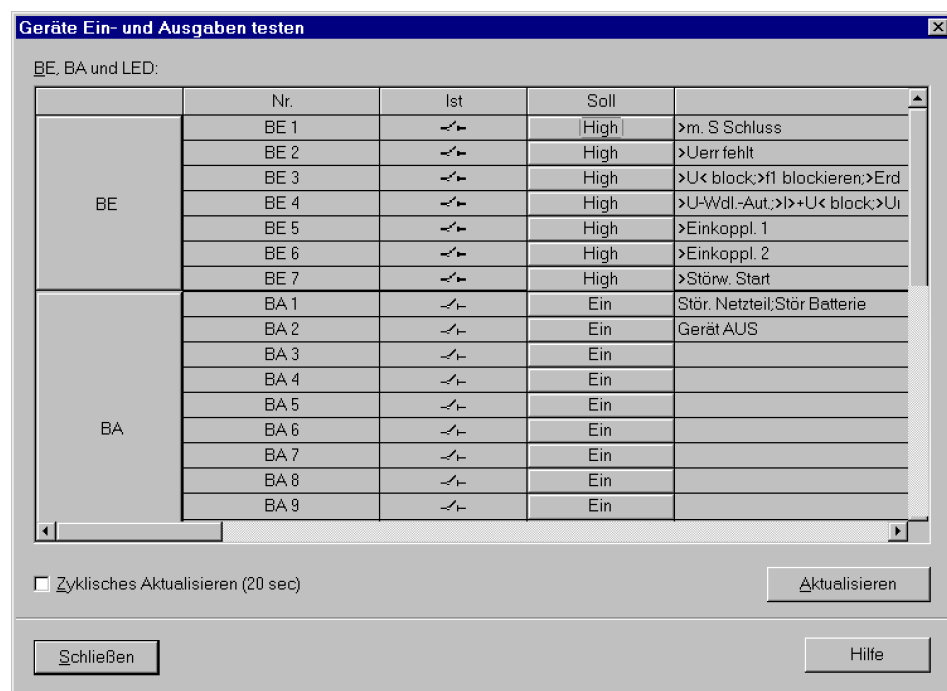 Geräte Ein- und Ausgaben testen
BE, BA und LED:
Nr. Ist Soll
BE
BE 1 High >m. S Schluss
BE 2 High >Uerr fehlt
BE 3 High >U< block;>f1 blockieren;>Erd
BE 4 High >U-Wdl.-Aut.;>I>+U< block;
BE 5 High >Einkoppl. 1
BE 6 High >Einkoppl. 2
BE 7 High >Störw. Start
BA
BA 1 Ein Stör. Netzteil;Stör Batterie
BA 2 Ein Gerät AUS
BA 3 Ein
BA 4 Ein
BA 5 Ein
BA 6 Ein
BA 7 Ein
BA 8 Ein
BA 9 Ein
Zyklisches Aktualisieren (20 sec) Aktualisieren
Schließen Hilfe